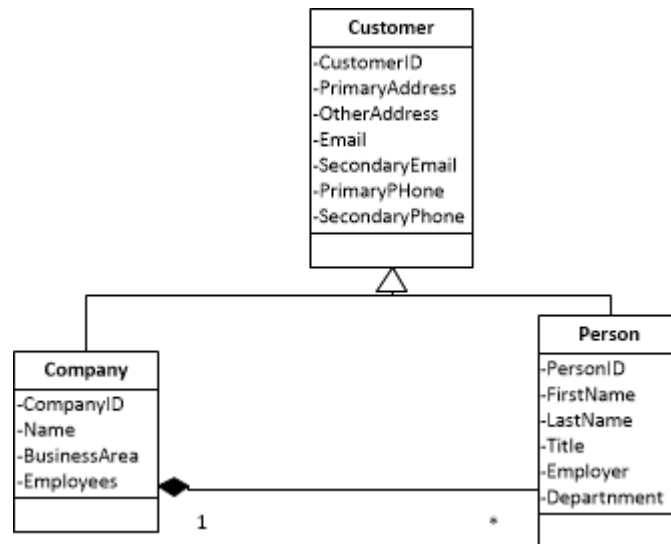 Customer
-CustomerID
-PrimaryAddress
-OtherAddress
-Email
-SecondaryEmail
-PrimaryPHone
-SecondaryPhone
Company
-CompanyID
-Name
-BusinessArea
-Employees
Person
-PersonID
-FirstName
-LastName
-Title
-Employer
-Departnment
1
*